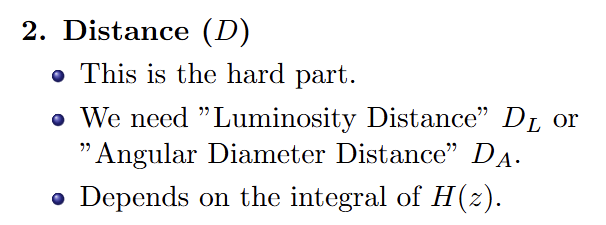 2. Distance (D)
• This is the hard part.
• We need ”Luminosity Distance” D_L or
”Angular Diameter Distance” D_A.
• Depends on the integral of H(z).